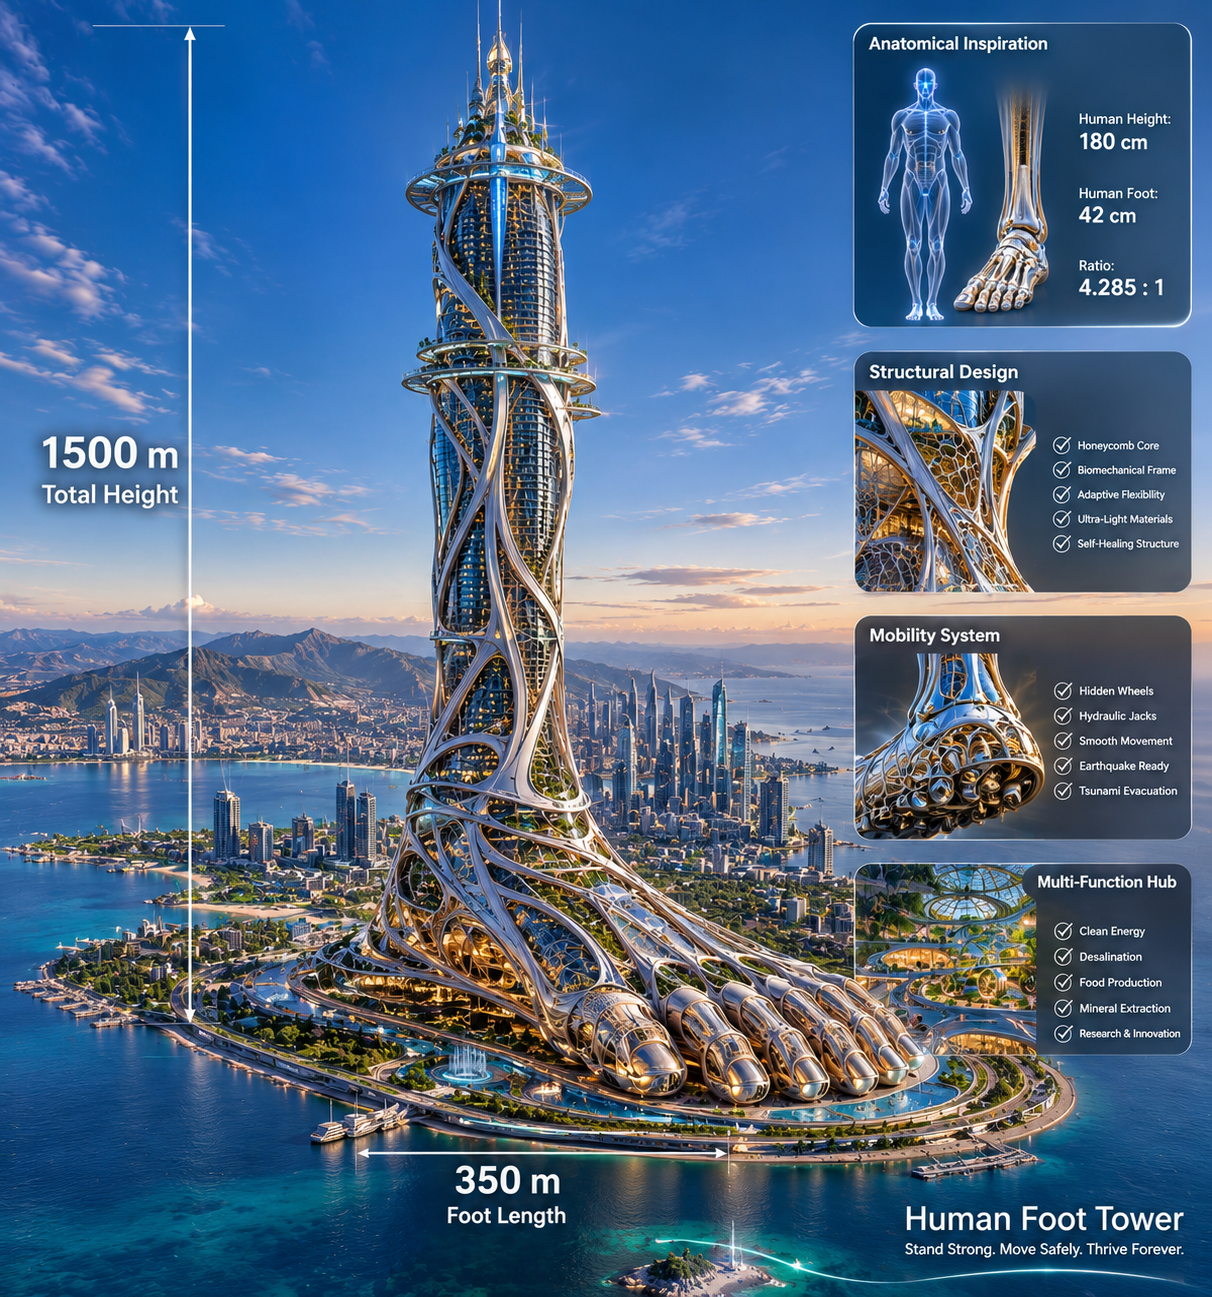 1500 m
Total Height
Anatomical Inspiration
Human Height:
180 cm
Human Foot:
42 cm
Ratio:
4.285 : 1
Structural Design
Honeycomb Core
Biomechanical Frame
Adaptive Flexibility
Ultra-Light Materials
Self-Healing Structure
Mobility System
Hidden Wheels
Hydraulic Jacks
Smooth Movement
Earthquake Ready
Tsunami Evacuation
Multi-Function Hub
Clean Energy
Desalination
Food Production
Mineral Extraction
Research & Innovation
350 m
Foot Length
Human Foot Tower
Stand Strong. Move Safely. Thrive Forever.